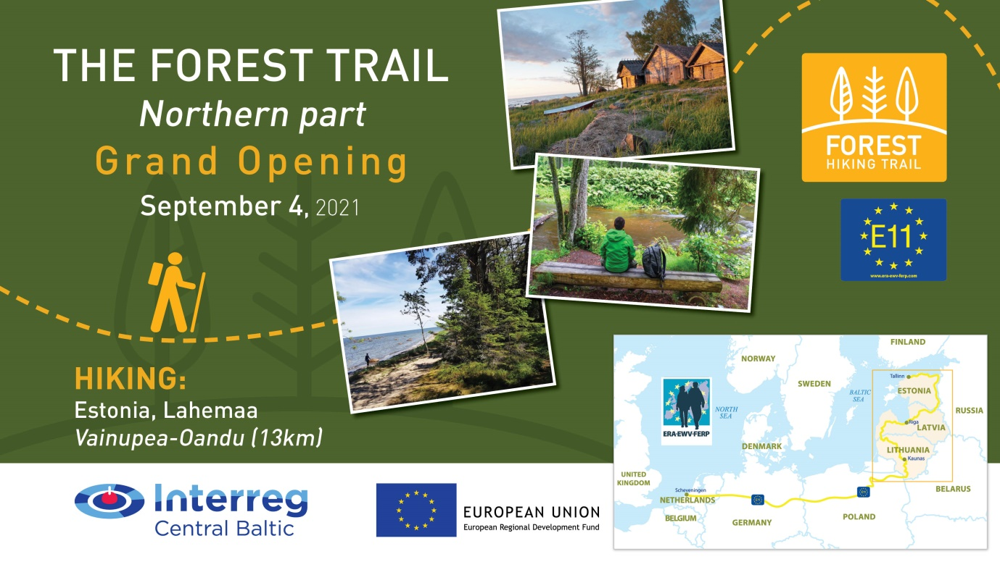 THE FOREST TRAIL
Northern part
Grand Opening
September 4, 2021
HIKING:
Estonia, Lahemaa
Vainupea-Oandu (13km)
FOREST
HIKING TRAIL
E11
www.era-ewv-ferp.com
FINLAND
NORWAY
SWEDEN
Tallinn
ESTONIA
BALTIC
SEA
NORTH
SEA
RUSSIA
Riga
LATVIA
ERA-EWV-FERP
DENMARK
LITHUANIA
Kaunas
UNITED
KINGDOM
Scheveningen
NETHERLANDS
E11
E11
BELARUS
BELGIUM
GERMANY
POLAND
Interreg
Central Baltic
EUROPEAN UNION
European Regional Development Fund